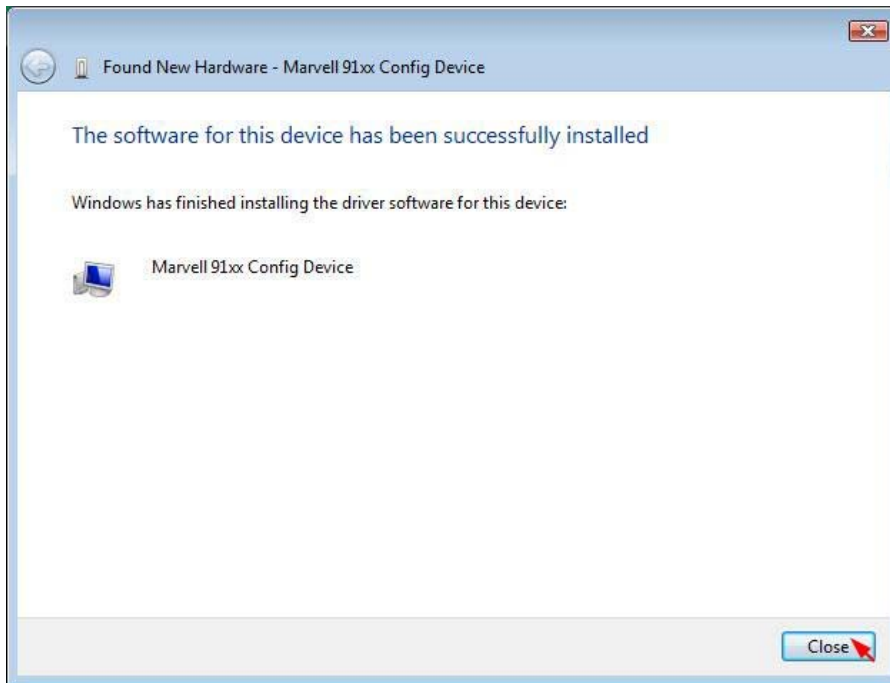 Found New Hardware - Marvell 91xx Config Device
The software for this device has been successfully installed
Windows has finished installing the driver software for this device:
Marvell 91xx Config Device
Close